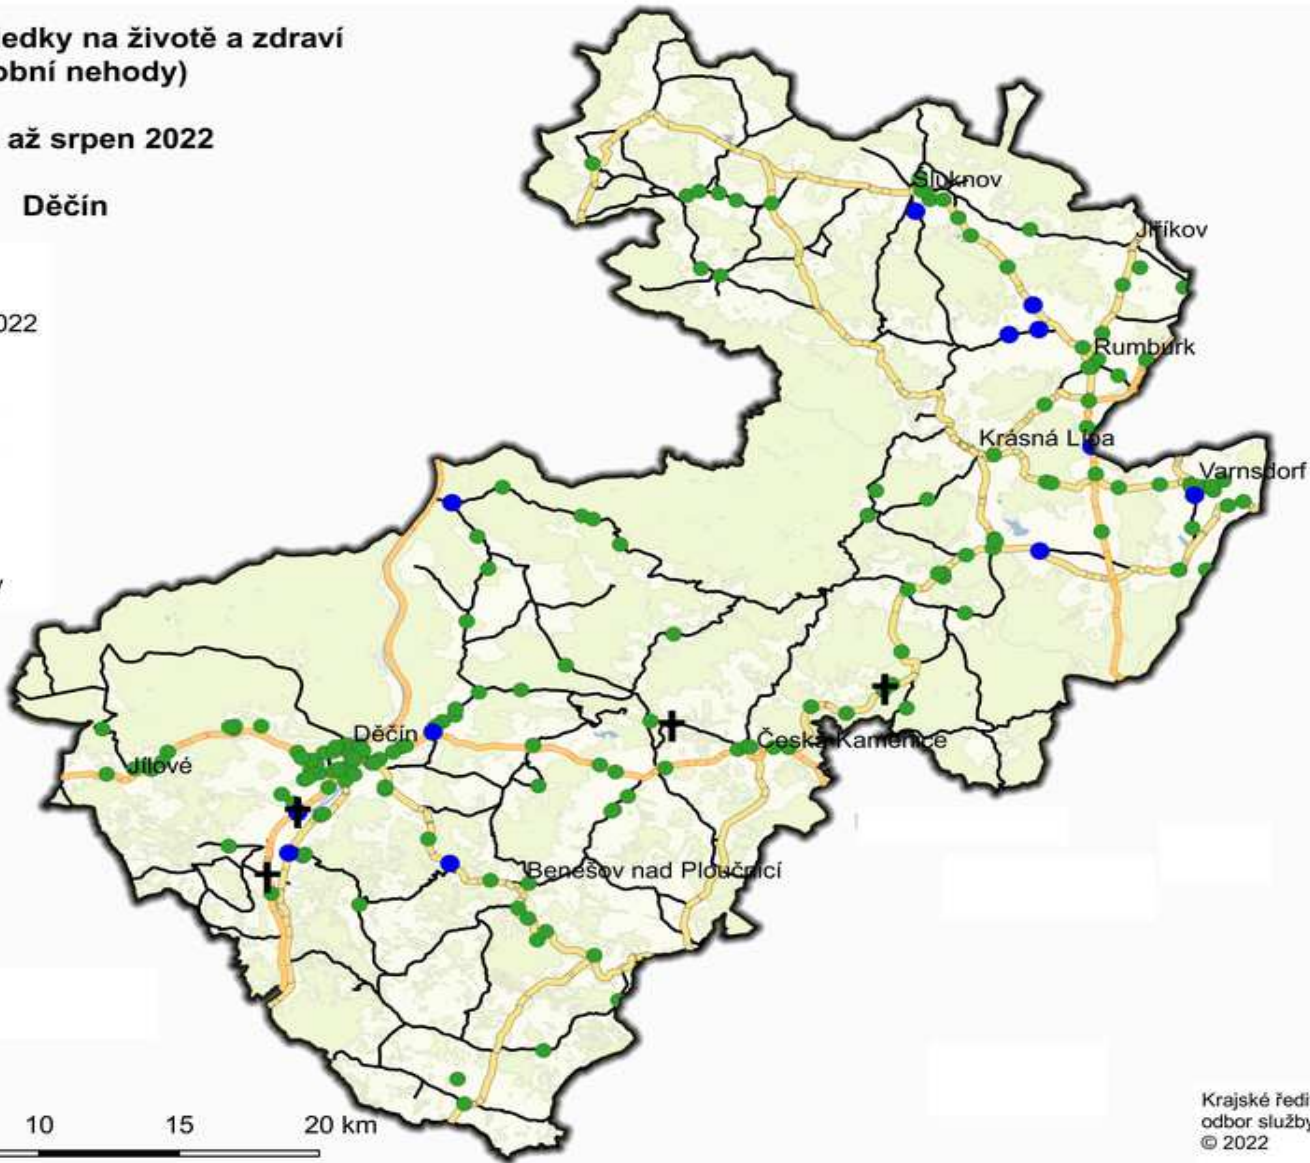 edky na životě a zdraví
obní nehody)
až srpen 2022
Děčín
022
Šluknov
Jiříkov
Rumburk
Krásná Lípa
Varnsdorf
Děčín
Česká Kamenice
Jílové
Benešov nad Ploučnicí
10 15 20 km
Krajské ředi
odbor služby
© 2022